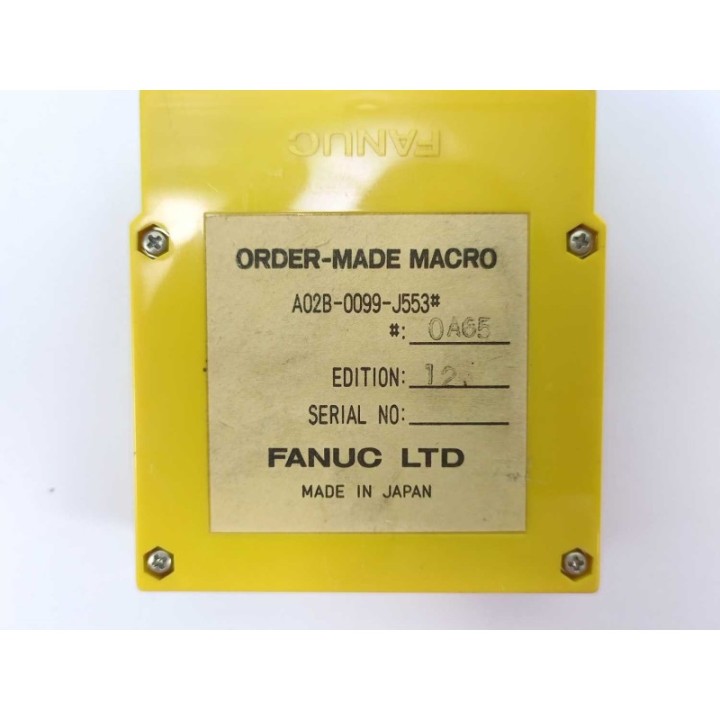 FANUC
ORDER-MADE MACRO
A02B-0099-J553#
#: 0A65
EDITION: 12.
SERIAL NO:
FANUC LTD
MADE IN JAPAN